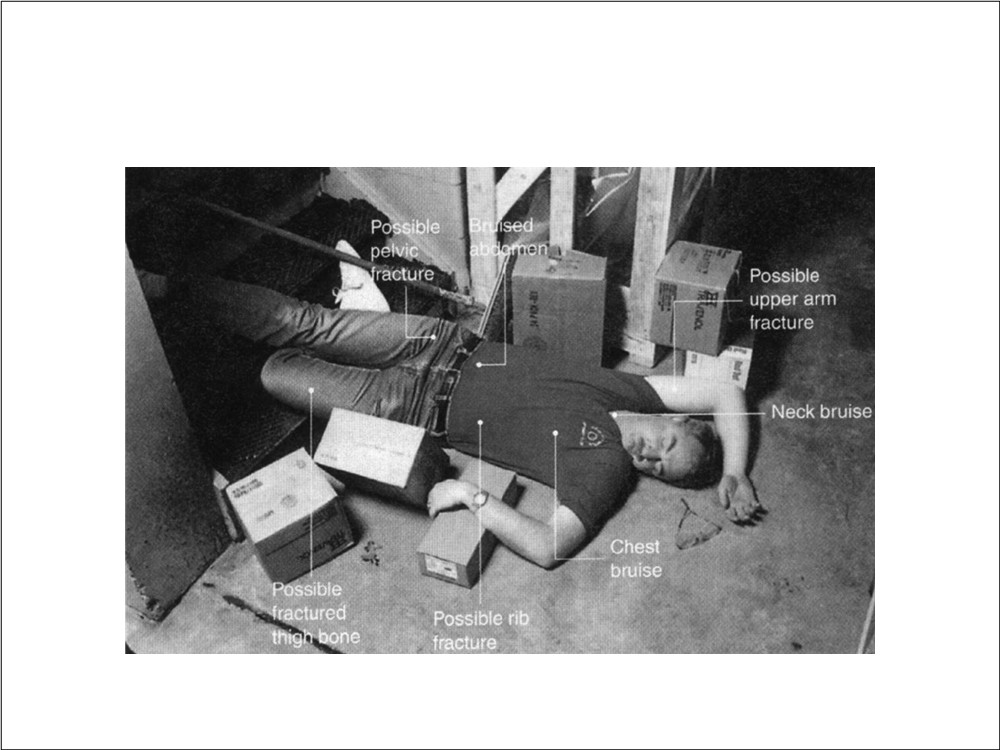 Possible
pelvic
fracture
Bruised
abdomen
Possible
upper arm
fracture
Neck bruise
Chest
bruise
Possible
fractured
thigh bone
Possible rib
fracture